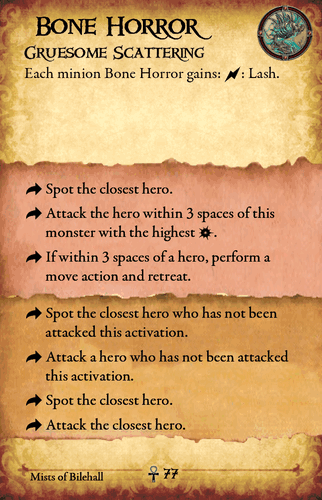 Bone Horror
Gruesome Scattering
Each minion Bone Horror gains: : Lash.
Spot the closest hero.
Attack the hero within 3 spaces of this
monster with the highest .
If within 3 spaces of a hero, perform a
move action and retreat.
Spot the closest hero who has not been
attacked this activation.
Attack a hero who has not been attacked
this activation.
Spot the closest hero.
Attack the closest hero.
Mists of Bilehall
77